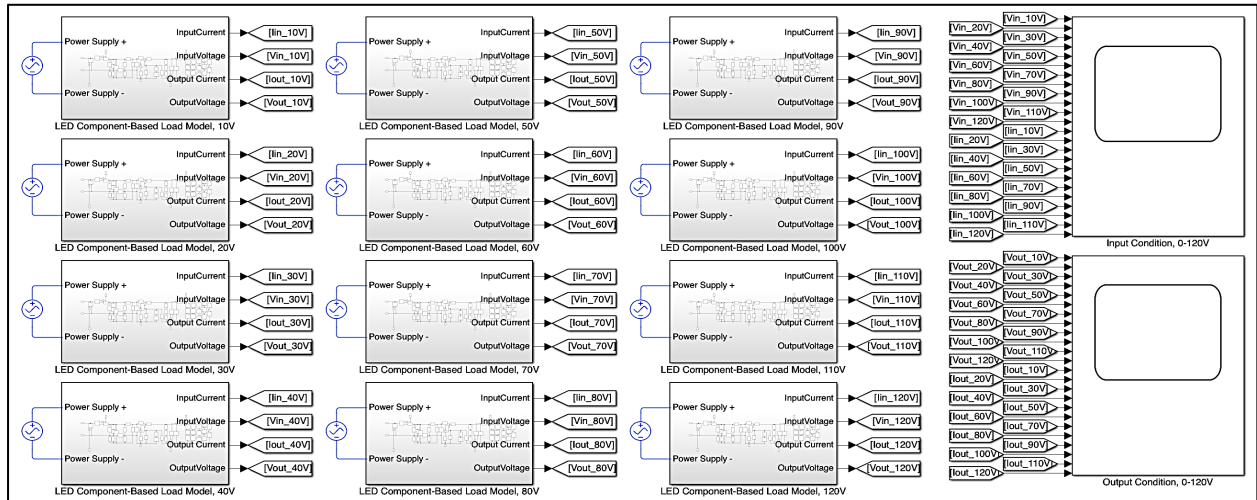 Power Supply +
Power Supply -
InputCurrent
InputVoltage
Output Current
OutputVoltage
[Iin_10V]
[Vin_10V]
[Iout_10V]
[Vout_10V]
LED Component-Based Load Model, 10V
Power Supply +
Power Supply -
InputCurrent
InputVoltage
Output Current
OutputVoltage
[Iin_50V]
[Vin_50V]
[Iout_50V]
[Vout_50V]
LED Component-Based Load Model, 50V
Power Supply +
Power Supply -
InputCurrent
InputVoltage
Output Current
OutputVoltage
[Iin_90V]
[Vin_90V]
[Iout_90V]
[Vout_90V]
LED Component-Based Load Model, 90V
Power Supply +
Power Supply -
InputCurrent
InputVoltage
Output Current
OutputVoltage
[Iin_20V]
[Vin_20V]
[Iout_20V]
[Vout_20V]
LED Component-Based Load Model, 20V
Power Supply +
Power Supply -
InputCurrent
InputVoltage
Output Current
OutputVoltage
[Iin_60V]
[Vin_60V]
[Iout_60V]
[Vout_60V]
LED Component-Based Load Model, 60V
Power Supply +
Power Supply -
InputCurrent
InputVoltage
Output Current
OutputVoltage
[Iin_100V]
[Vin_100V]
[Iout_100V]
[Vout_100V]
LED Component-Based Load Model, 100V
Power Supply +
Power Supply -
InputCurrent
InputVoltage
Output Current
OutputVoltage
[Iin_30V]
[Vin_30V]
[Iout_30V]
[Vout_30V]
LED Component-Based Load Model, 30V
Power Supply +
Power Supply -
InputCurrent
InputVoltage
Output Current
OutputVoltage
[Iin_70V]
[Vin_70V]
[Iout_70V]
[Vout_70V]
LED Component-Based Load Model, 70V
Power Supply +
Power Supply -
InputCurrent
InputVoltage
Output Current
OutputVoltage
[Iin_110V]
[Vin_110V]
[Iout_110V]
[Vout_110V]
LED Component-Based Load Model, 110V
Power Supply +
Power Supply -
InputCurrent
InputVoltage
Output Current
OutputVoltage
[Iin_40V]
[Vin_40V]
[Iout_40V]
[Vout_40V]
LED Component-Based Load Model, 40V
Power Supply +
Power Supply -
InputCurrent
InputVoltage
Output Current
OutputVoltage
[Iin_80V]
[Vin_80V]
[Iout_80V]
[Vout_80V]
LED Component-Based Load Model, 80V
Power Supply +
Power Supply -
InputCurrent
InputVoltage
Output Current
OutputVoltage
[Iin_120V]
[Vin_120V]
[Iout_120V]
[Vout_120V]
LED Component-Based Load Model, 120V
[Vin_10V]
[Vin_20V]
[Vin_30V]
[Vin_40V]
[Vin_50V]
[Vin_60V]
[Vin_70V]
[Vin_80V]
[Vin_90V]
[Vin_100V]
[Vin_110V]
[Vin_120V]
[Iin_10V]
[Iin_20V]
[Iin_30V]
[Iin_40V]
[Iin_50V]
[Iin_60V]
[Iin_70V]
[Iin_80V]
[Iin_90V]
[Iin_100V]
[Iin_110V]
[Iin_120V]
Input Condition, 0-120V
[Vout_10V]
[Vout_20V]
[Vout_30V]
[Vout_40V]
[Vout_50V]
[Vout_60V]
[Vout_70V]
[Vout_80V]
[Vout_90V]
[Vout_100V]
[Vout_110V]
[Vout_120V]
[Iout_10V]
[Iout_20V]
[Iout_30V]
[Iout_40V]
[Iout_50V]
[Iout_60V]
[Iout_70V]
[Iout_80V]
[Iout_90V]
[Iout_100V]
[Iout_110V]
[Iout_120V]
Output Condition, 0-120V